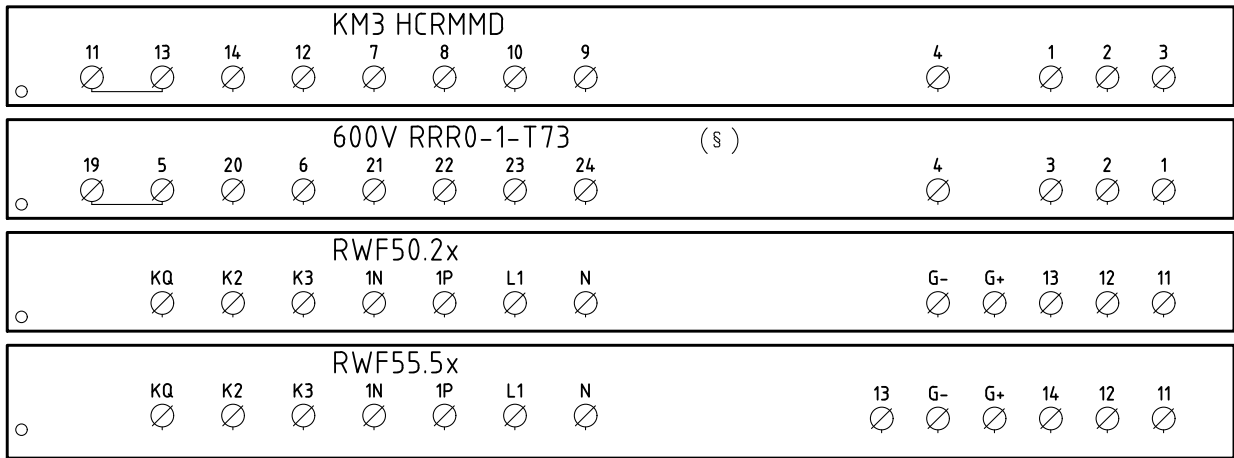 KM3 HCRMMD
11 13 14 12 7 8 10 9 4 1 2 3
600V RRR0-1-T73 (§)
19 5 20 6 21 22 23 24 4 3 2 1
RWF50.2x
KQ K2 K3 1N 1P L1 N G- G+ 13 12 11
RWF55.5x
KQ K2 K3 1N 1P L1 N 13 G- G+ 14 12 11